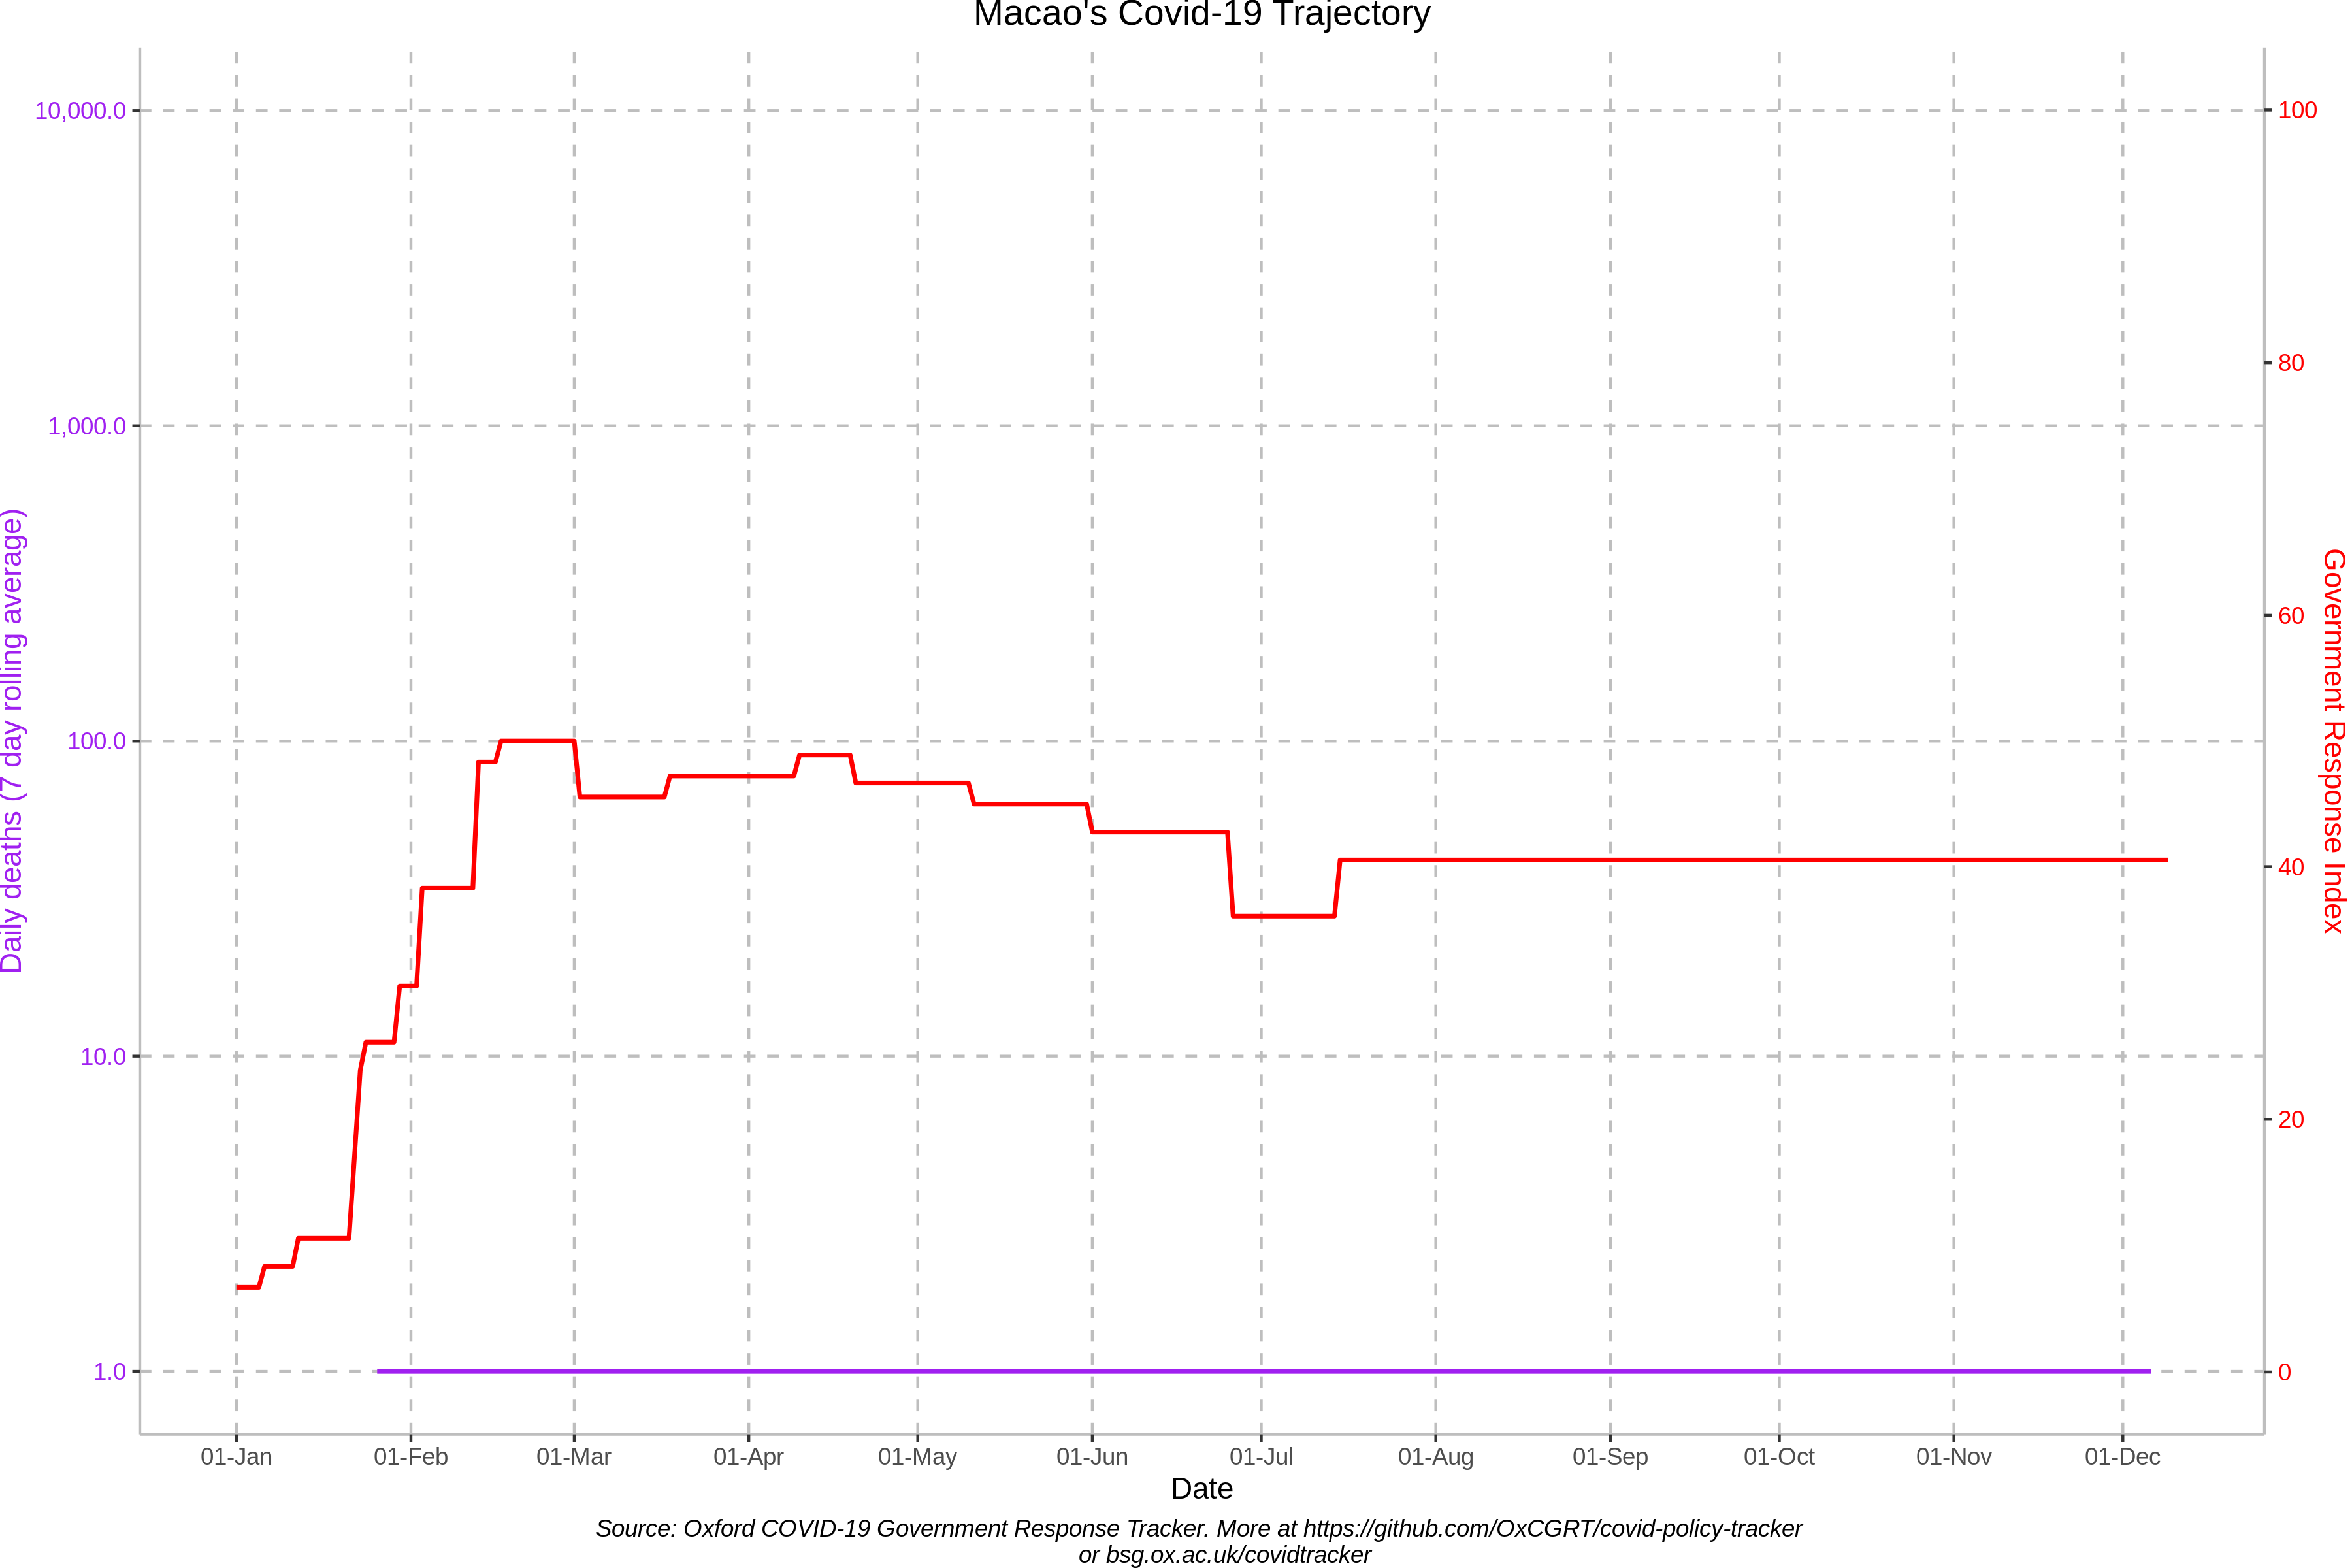 Macao's Covid-19 Trajectory
10,000.0
1,000.0
100.0
10.0
1.0
Daily deaths (7 day rolling average)
100
80
60
40
20
0
Government Response Index
01-Jan
01-Feb
01-Mar
01-Apr
01-May
01-Jun
01-Jul
01-Aug
01-Sep
01-Oct
01-Nov
01-Dec
Date
Source: Oxford COVID-19 Government Response Tracker. More at https://github.com/OxCGRT/covid-policy-tracker
or bsg.ox.ac.uk/covidtracker